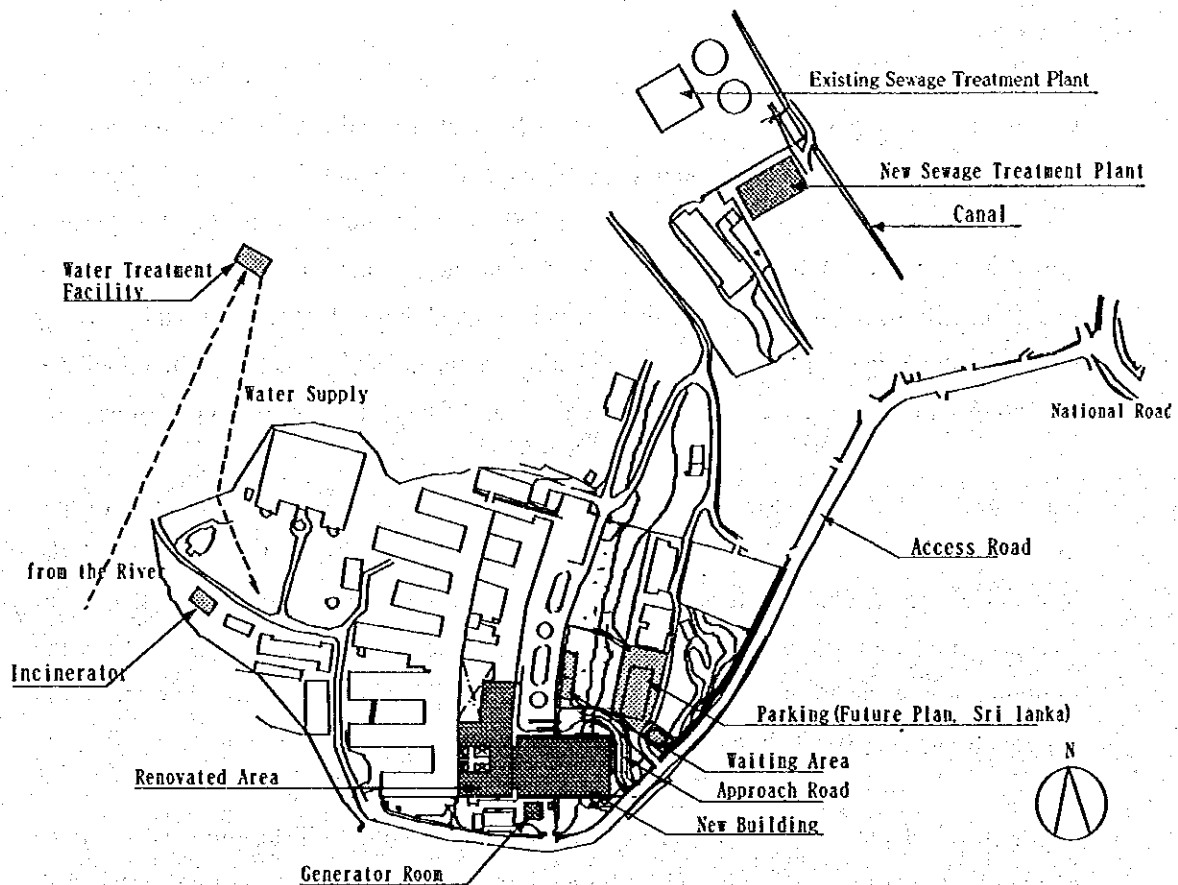 Existing Sewage Treatment Plant
New Sewage Treatment Plant
Canal
Water Treatment
Facility
Water Supply
National Road
Access Road
from the River
Incinerator
Parking (Future Plan, Sri lanka)
Waiting Area
Renovated Area
Approach Road
New Building
Generator Room
N